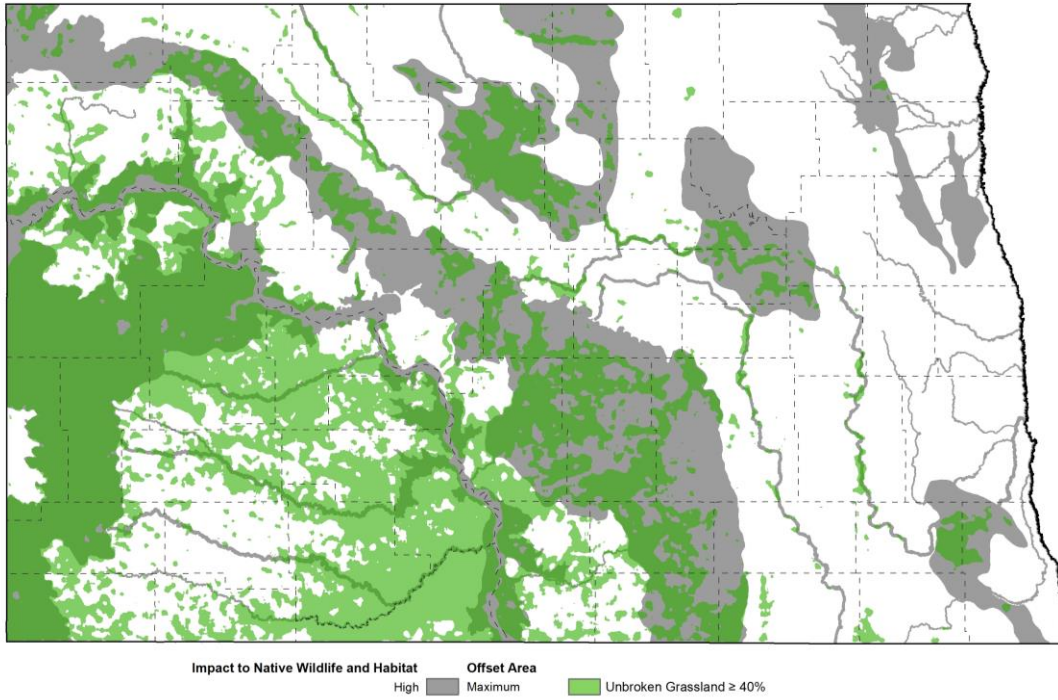 Impact to Native Wildlife and Habitat Offset Area
High Maximum Unbroken Grassland ≥ 40%